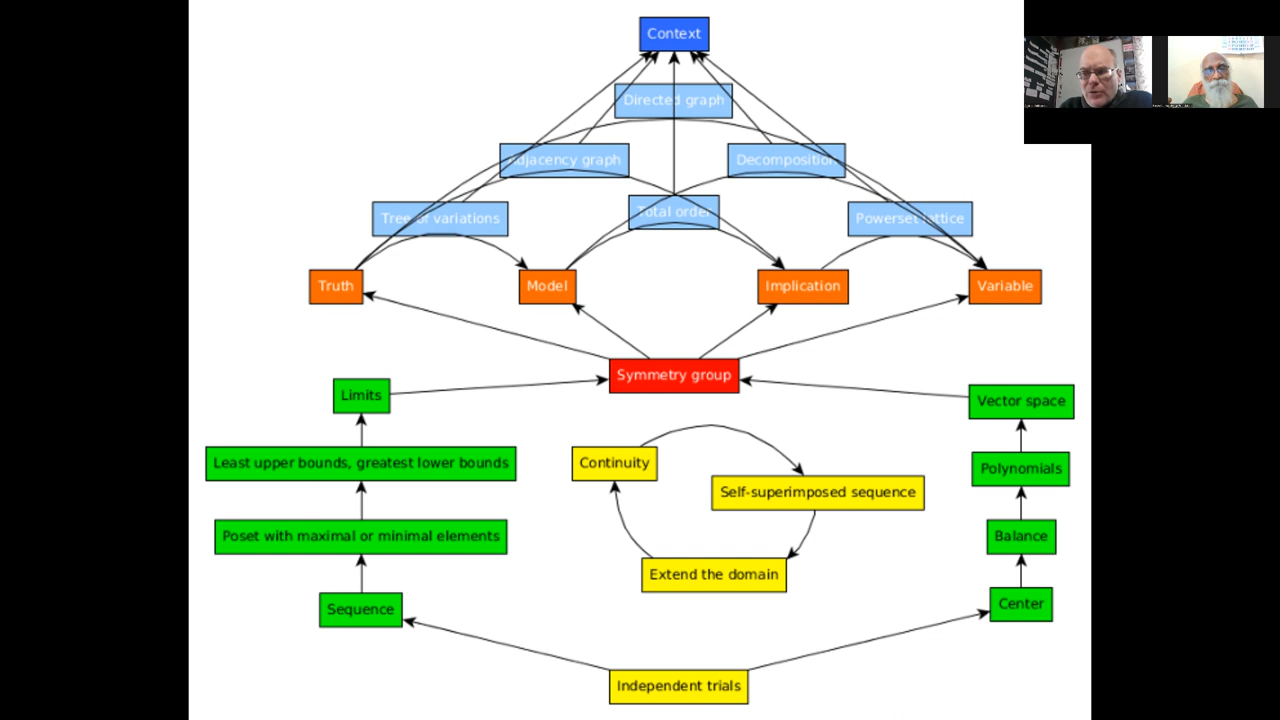 Context
Directed graph
Adjacency graph
Decomposition
Tree of variations
Total order
Powerset lattice
Truth
Model
Implication
Variable
Symmetry group
Limits
Vector space
Least upper bounds, greatest lower bounds
Continuity
Polynomials
Self-superimposed sequence
Poset with maximal or minimal elements
Balance
Extend the domain
Sequence
Center
Independent trials